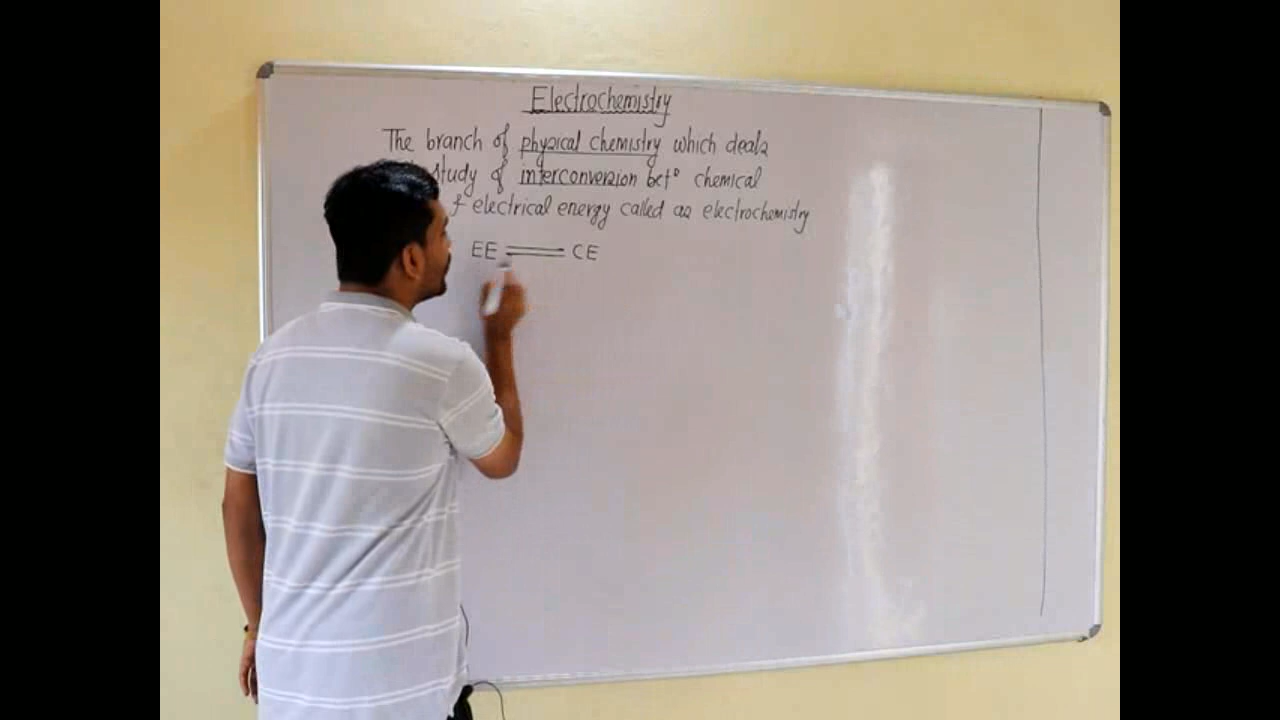 Electrochemistry
The branch of physical chemistry which deals
study of interconversion betⁿ chemical
electrical energy called as electrochemistry
EE ⇌ CE